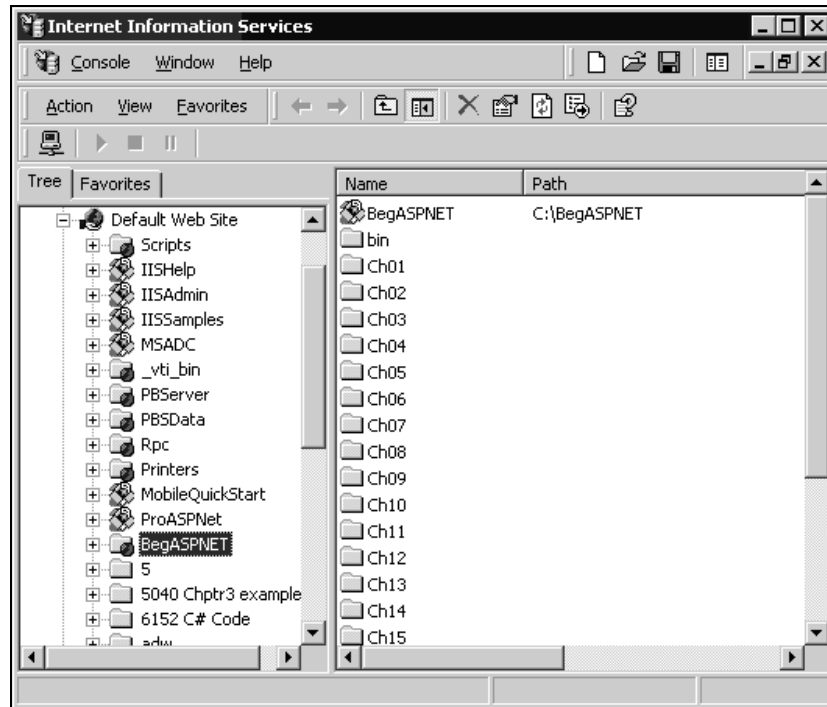 Internet Information Services
Console Window Help
Action View Favorites
Tree Favorites
Name Path
Default Web Site
Scripts
IISHelp
IISAdmin
IISSamples
MSADC
_vti_bin
PBServer
PBSData
Rpc
Printers
MobileQuickStart
ProASPNet
BegASPNET
5
5040 Chptr3 example
6152 C# Code
adw
BegASPNET C:\BegASPNET
bin
Ch01
Ch02
Ch03
Ch04
Ch05
Ch06
Ch07
Ch08
Ch09
Ch10
Ch11
Ch12
Ch13
Ch14
Ch15